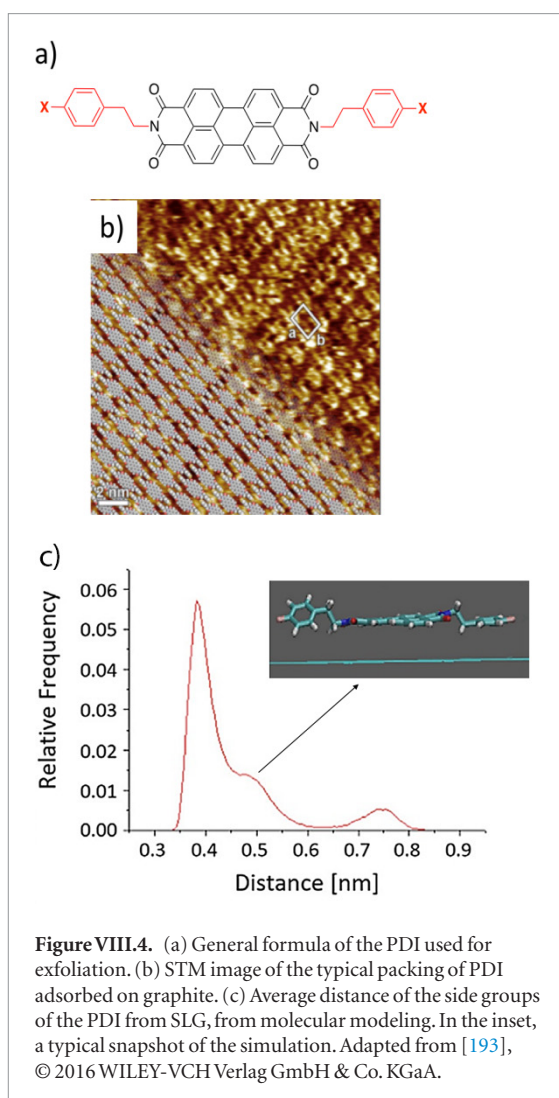 a)
X
O
O
N
N
O
O
X
b)
a
b
2 nm
c)
Relative Frequency
0.06
0.05
0.04
0.03
0.02
0.01
0.00
0.3 0.4 0.5 0.6 0.7 0.8 0.9
Distance [nm]
Figure VIII.4. (a) General formula of the PDI used for
exfoliation. (b) STM image of the typical packing of PDI
adsorbed on graphite. (c) Average distance of the side groups
of the PDI from SLG, from molecular modeling. In the inset,
a typical snapshot of the simulation. Adapted from [193],
© 2016 WILEY-VCH Verlag GmbH & Co. KGaA.